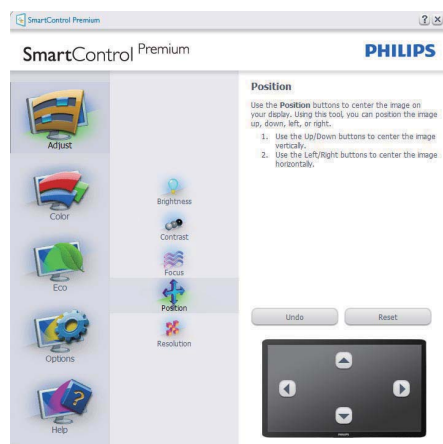 SmartControl Premium
SmartControl Premium
PHILIPS
Adjust
Color
Eco
Options
Help
Brightness
Contrast
Focus
Position
Resolution
Position
Use the Position buttons to center the image on
your display. Using this tool, you can position the image
up, down, left, or right.
1. Use the Up/Down buttons to center the image
vertically.
2. Use the Left/Right buttons to center the image
horizontally.
Undo
Reset
PHILIPS